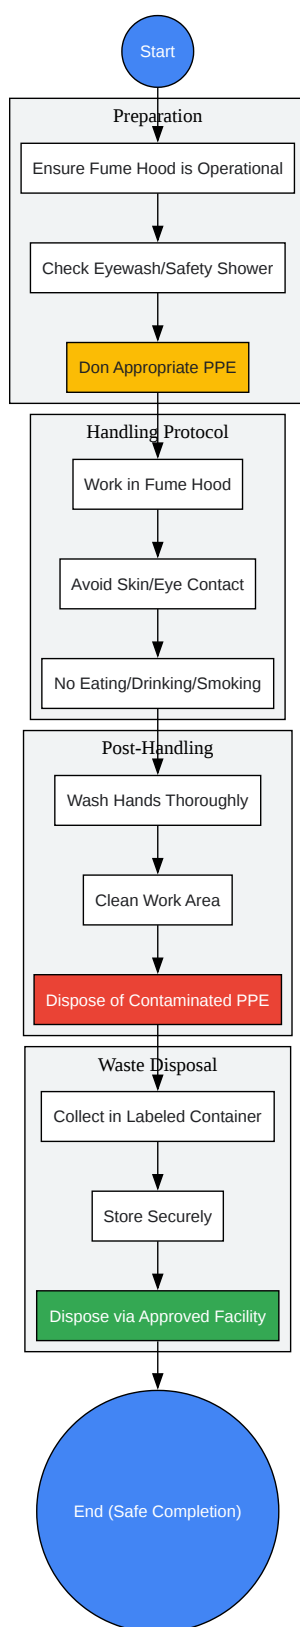 Start
Preparation
Ensure Fume Hood is Operational
Check Eyewash/Safety Shower
Don Appropriate PPE
Handling Protocol
Work in Fume Hood
Avoid Skin/Eye Contact
No Eating/Drinking/Smoking
Post-Handling
Wash Hands Thoroughly
Clean Work Area
Dispose of Contaminated PPE
Waste Disposal
Collect in Labeled Container
Store Securely
Dispose via Approved Facility
End (Safe Completion)